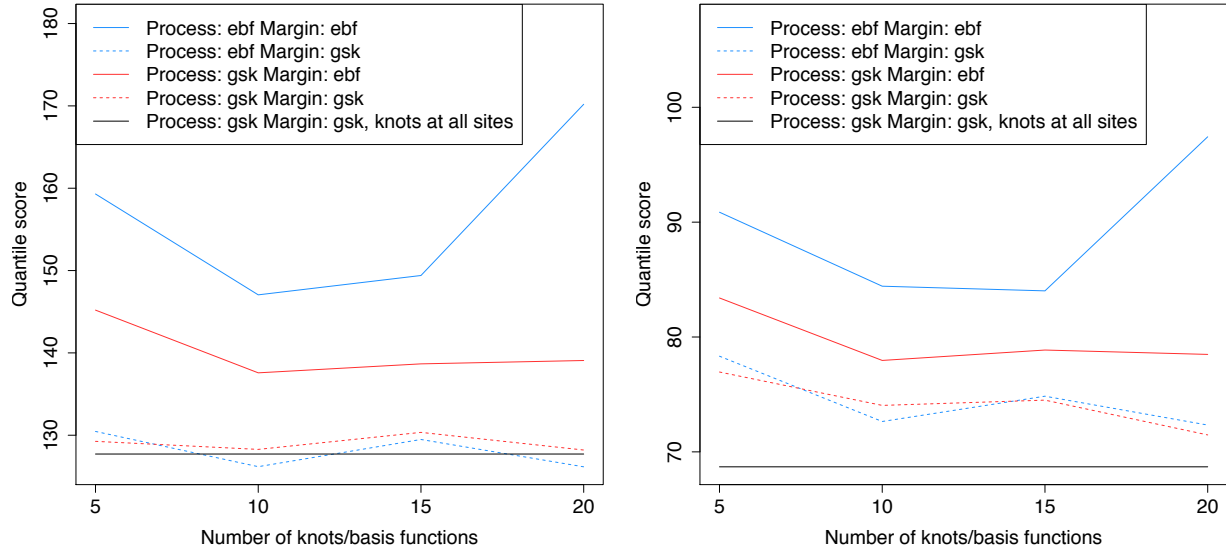 Process: ebf Margin: ebf
Process: ebf Margin: gsk
Process: gsk Margin: ebf
Process: gsk Margin: gsk
Process: gsk Margin: gsk, knots at all sites
Quantile score
180
170
160
150
140
130
5
10
15
20
Number of knots/basis functions
Process: ebf Margin: ebf
Process: ebf Margin: gsk
Process: gsk Margin: ebf
Process: gsk Margin: gsk
Process: gsk Margin: gsk, knots at all sites
Quantile score
100
90
80
70
5
10
15
20
Number of knots/basis functions